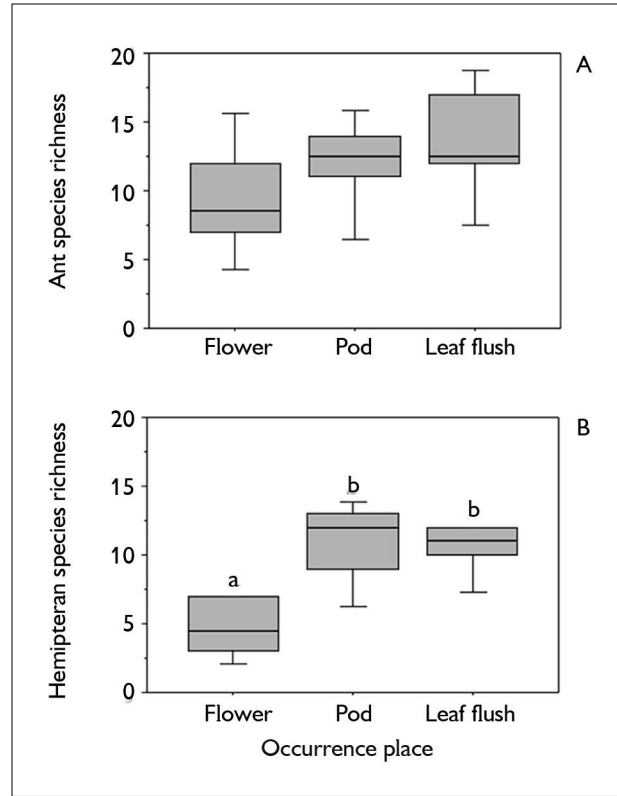 A
Ant species richness
20
15
10
5
0
Flower Pod Leaf flush
B
Hemipteran species richness
20
15
10
5
0
a
b
b
Flower Pod Leaf flush
Occurrence place